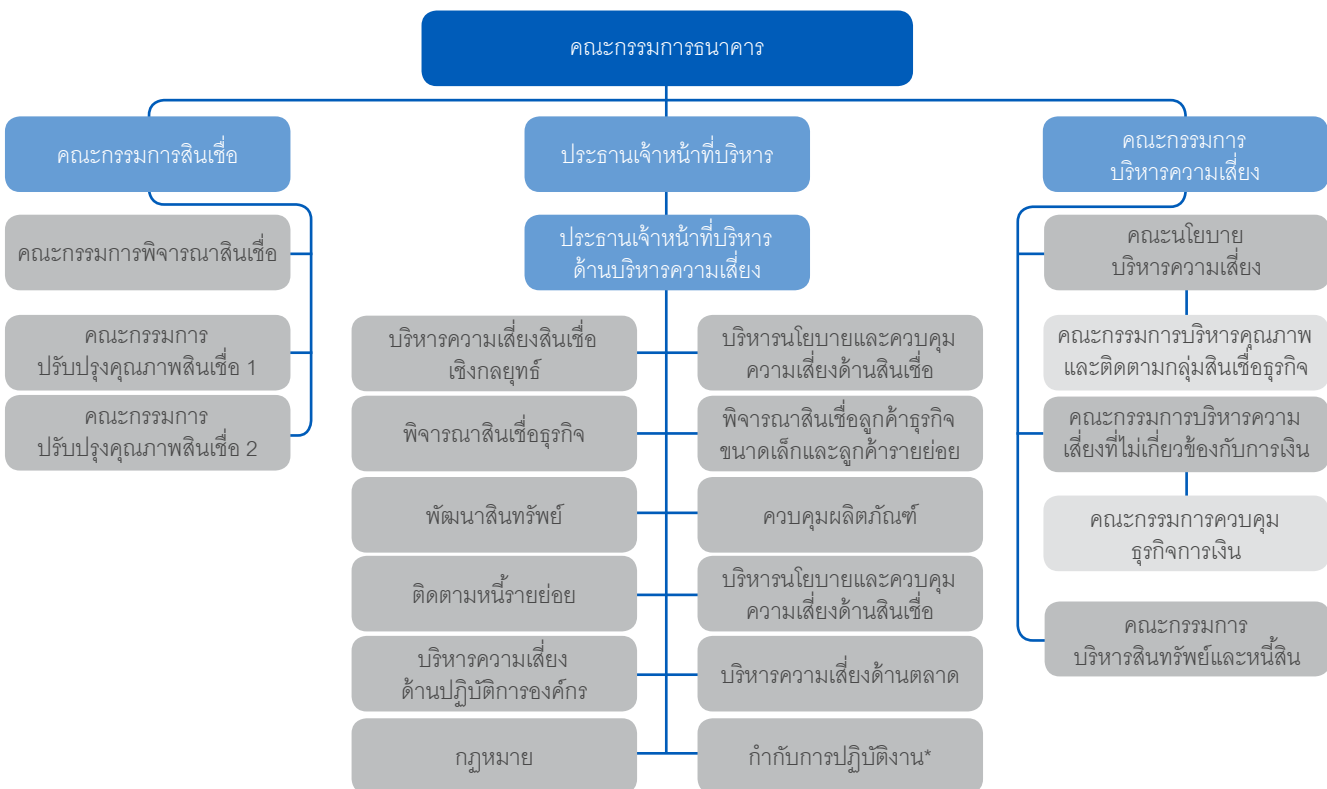 คณะกรรมการธนาคาร
คณะกรรมการสินเชื่อ
คณะกรรมการพิจารณาสินเชื่อ
คณะกรรมการ
ปรับปรุงคุณภาพสินเชื่อ 1
คณะกรรมการ
ปรับปรุงคุณภาพสินเชื่อ 2
ประธานเจ้าหน้าที่บริหาร
ประธานเจ้าหน้าที่บริหาร
ด้านบริหารความเสี่ยง
บริหารความเสี่ยงสินเชื่อ
เชิงกลยุทธ์
บริหารนโยบายและควบคุม
ความเสี่ยงด้านสินเชื่อ
พิจารณาสินเชื่อธุรกิจ
พิจารณาสินเชื่อลูกค้าธุรกิจ
ขนาดเล็กและลูกค้ารายย่อย
พัฒนาสินทรัพย์
ควบคุมผลิตภัณฑ์
ติดตามหนี้รายย่อย
บริหารนโยบายและควบคุม
ความเสี่ยงด้านสินเชื่อ
บริหารความเสี่ยง
ด้านปฏิบัติการองค์กร
บริหารความเสี่ยงด้านตลาด
กฎหมาย
กำกับการปฏิบัติงาน*
คณะกรรมการ
บริหารความเสี่ยง
คณะนโยบาย
บริหารความเสี่ยง
คณะกรรมการบริหารคุณภาพ
และติดตามกลุ่มสินเชื่อธุรกิจ
คณะกรรมการบริหารความ
เสี่ยงที่ไม่เกี่ยวข้องกับการเงิน
คณะกรรมการควบคุม
ธุรกิจการเงิน
คณะกรรมการ
บริหารสินทรัพย์และหนี้สิน